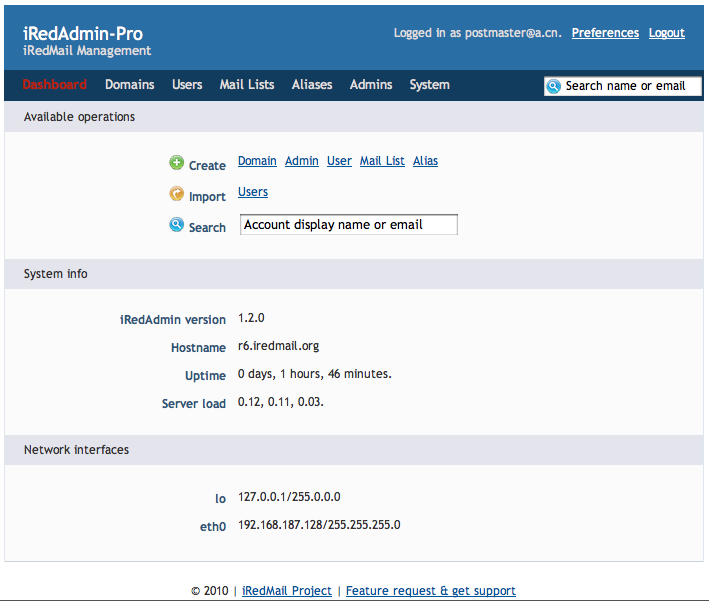 iRedAdmin-Pro
iRedMail Management
Logged in as postmaster@a.cn. Preferences Logout
Dashboard Domains Users Mail Lists Aliases Admins System Search name or email
Available operations
Create Domain Admin User Mail List Alias
Import Users
Search Account display name or email
System info
iRedAdmin version 1.2.0
Hostname r6.iredmail.org
Uptime 0 days, 1 hours, 46 minutes.
Server load 0.12, 0.11, 0.03.
Network interfaces
lo 127.0.0.1/255.0.0.0
eth0 192.168.187.128/255.255.255.0
© 2010 | iRedMail Project | Feature request & get support